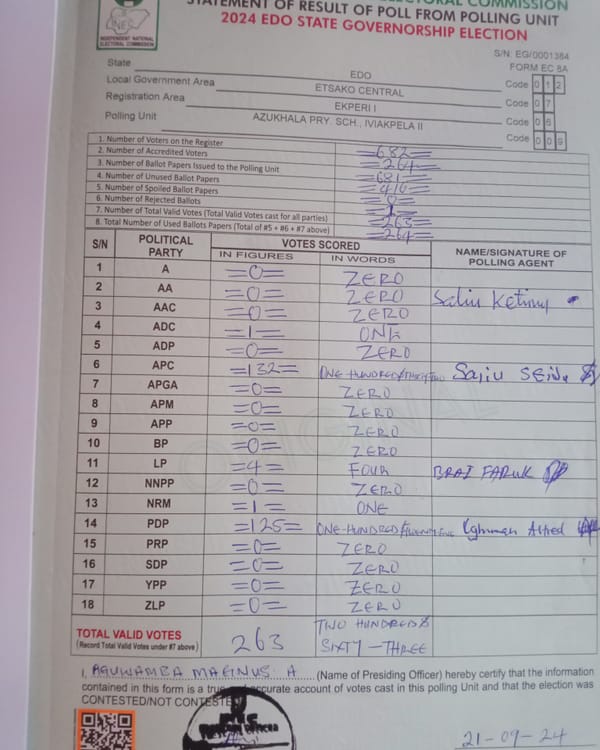 STATEMENT OF RESULT OF POLL FROM POLLING UNIT
2024 EDO STATE GOVERNORSHIP ELECTION
INDEPENDENT NATIONAL
ELECTORAL COMMISSION
S/N: EG/0001384
FORM EC 8A
State EDO Code 0 1 2
Local Government Area ETSAKO CENTRAL Code 0 7
Registration Area EKPERI I Code 0 6
Polling Unit AZUKHALA PRY. SCH., IVIAKPELA II Code 0 0 9
1. Number of Voters on the Register =682=
2. Number of Accredited Voters =264=
3. Number of Ballot Papers Issued to the Polling Unit =681=
4. Number of Unused Ballot Papers =416=
5. Number of Spoiled Ballot Papers =0=
6. Number of Rejected Ballots =1=
7. Number of Total Valid Votes (Total Valid Votes cast for all parties) =263=
8. Total Number of Used Ballots Papers (Total of #5 + #6 + #7 above) =264=
S/N POLITICAL PARTY VOTES SCORED NAME/SIGNATURE OF POLLING AGENT
IN FIGURES IN WORDS
1 A =0= ZERO
2 AA =0= ZERO
3 AAC =0= ZERO
4 ADC =1= ONE
5 ADP =0= ZERO
6 APC =132= ONE-HUNDRED/THIRTY TWO
7 APGA =0= ZERO
8 APM =0= ZERO
9 APP =0= ZERO
10 BP =0= ZERO
11 LP =4= FOUR BRAI FARUK
12 NNPP =0= ZERO
13 NRM =1= ONE
14 PDP =125= ONE-HUNDRED/TWENTY FIVE
15 PRP =0= ZERO
16 SDP =0= ZERO
17 YPP =0= ZERO
18 ZLP =0= ZERO
TOTAL VALID VOTES 263 TWO HUNDRED &
(Record Total Valid Votes under #7 above) SIXTY-THREE
I, AGUWAMBA MAGNUS A (Name of Presiding Officer) hereby certify that the information
contained in this form is a true accurate account of votes cast in this polling Unit and that the election was
CONTESTED/NOT CONTESTED
21-09-24